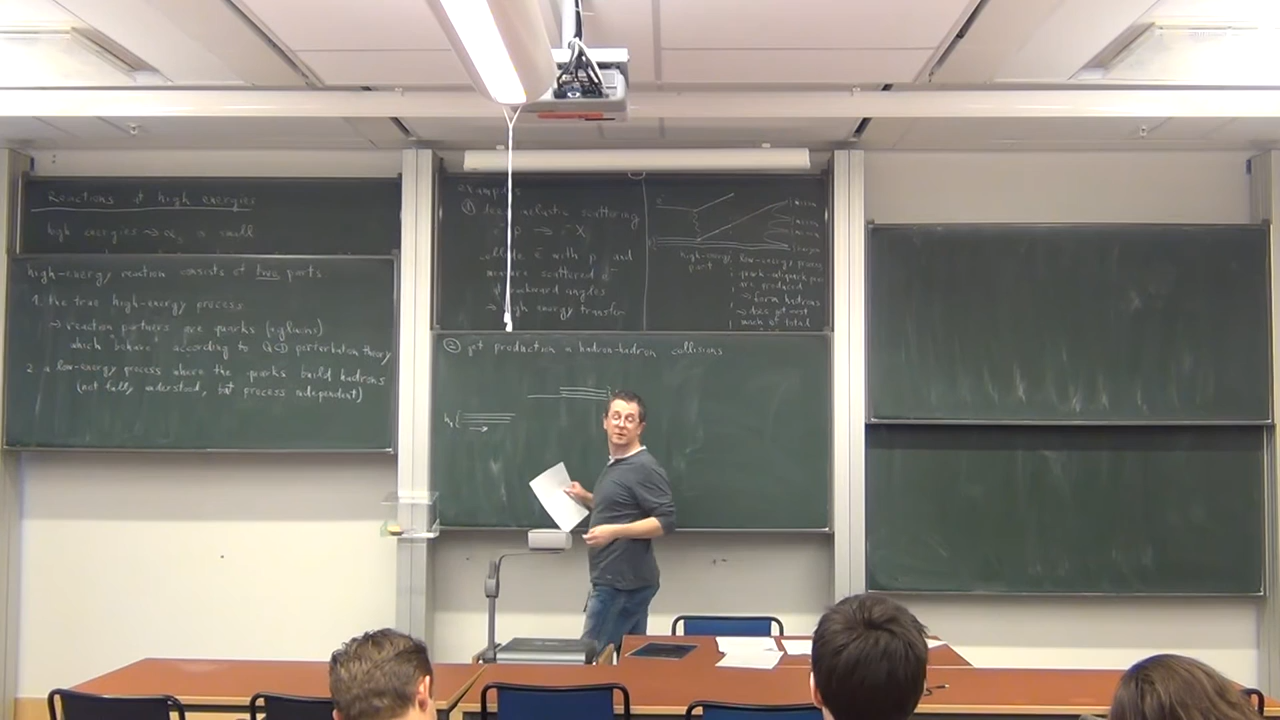 Reactions at high energies
high energies ⇝ αs is small
high-energy reaction consists of two parts
1. the true high-energy process
→ reaction partners are quarks (+gluons)
which "behave" according to QCD perturbation theory
2. a low-energy process where the quarks build hadrons
(not fully understood, but process independent)
examples
① deep inelastic scattering
e⁻ p → e⁻ X
collide e⁻ with p and
measure scattered e⁻
at backward angles
→ high energy transfer
e⁻
high-energy
part
low-energy process
quark-antiquark pairs
are produced
→ form hadrons
→ does not cost
much of total
② jet production in hadron-hadron collisions
h₁ {